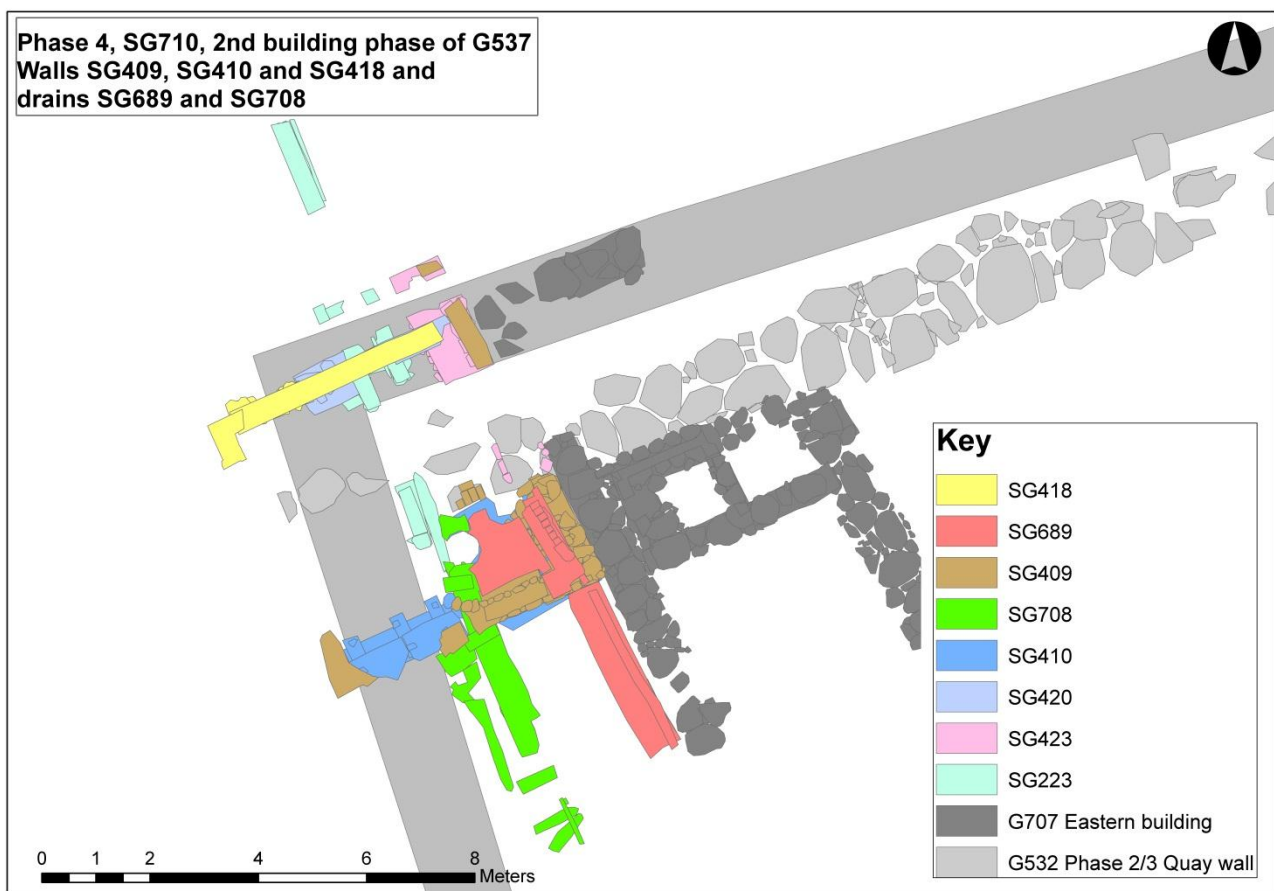 Phase 4, SG710, 2nd building phase of G537
Walls SG409, SG410 and SG418 and
drains SG689 and SG708
Key
SG418
SG689
SG409
SG708
SG410
SG420
SG423
SG223
G707 Eastern building
G532 Phase 2/3 Quay wall
0 1 2 4 6 8
Meters